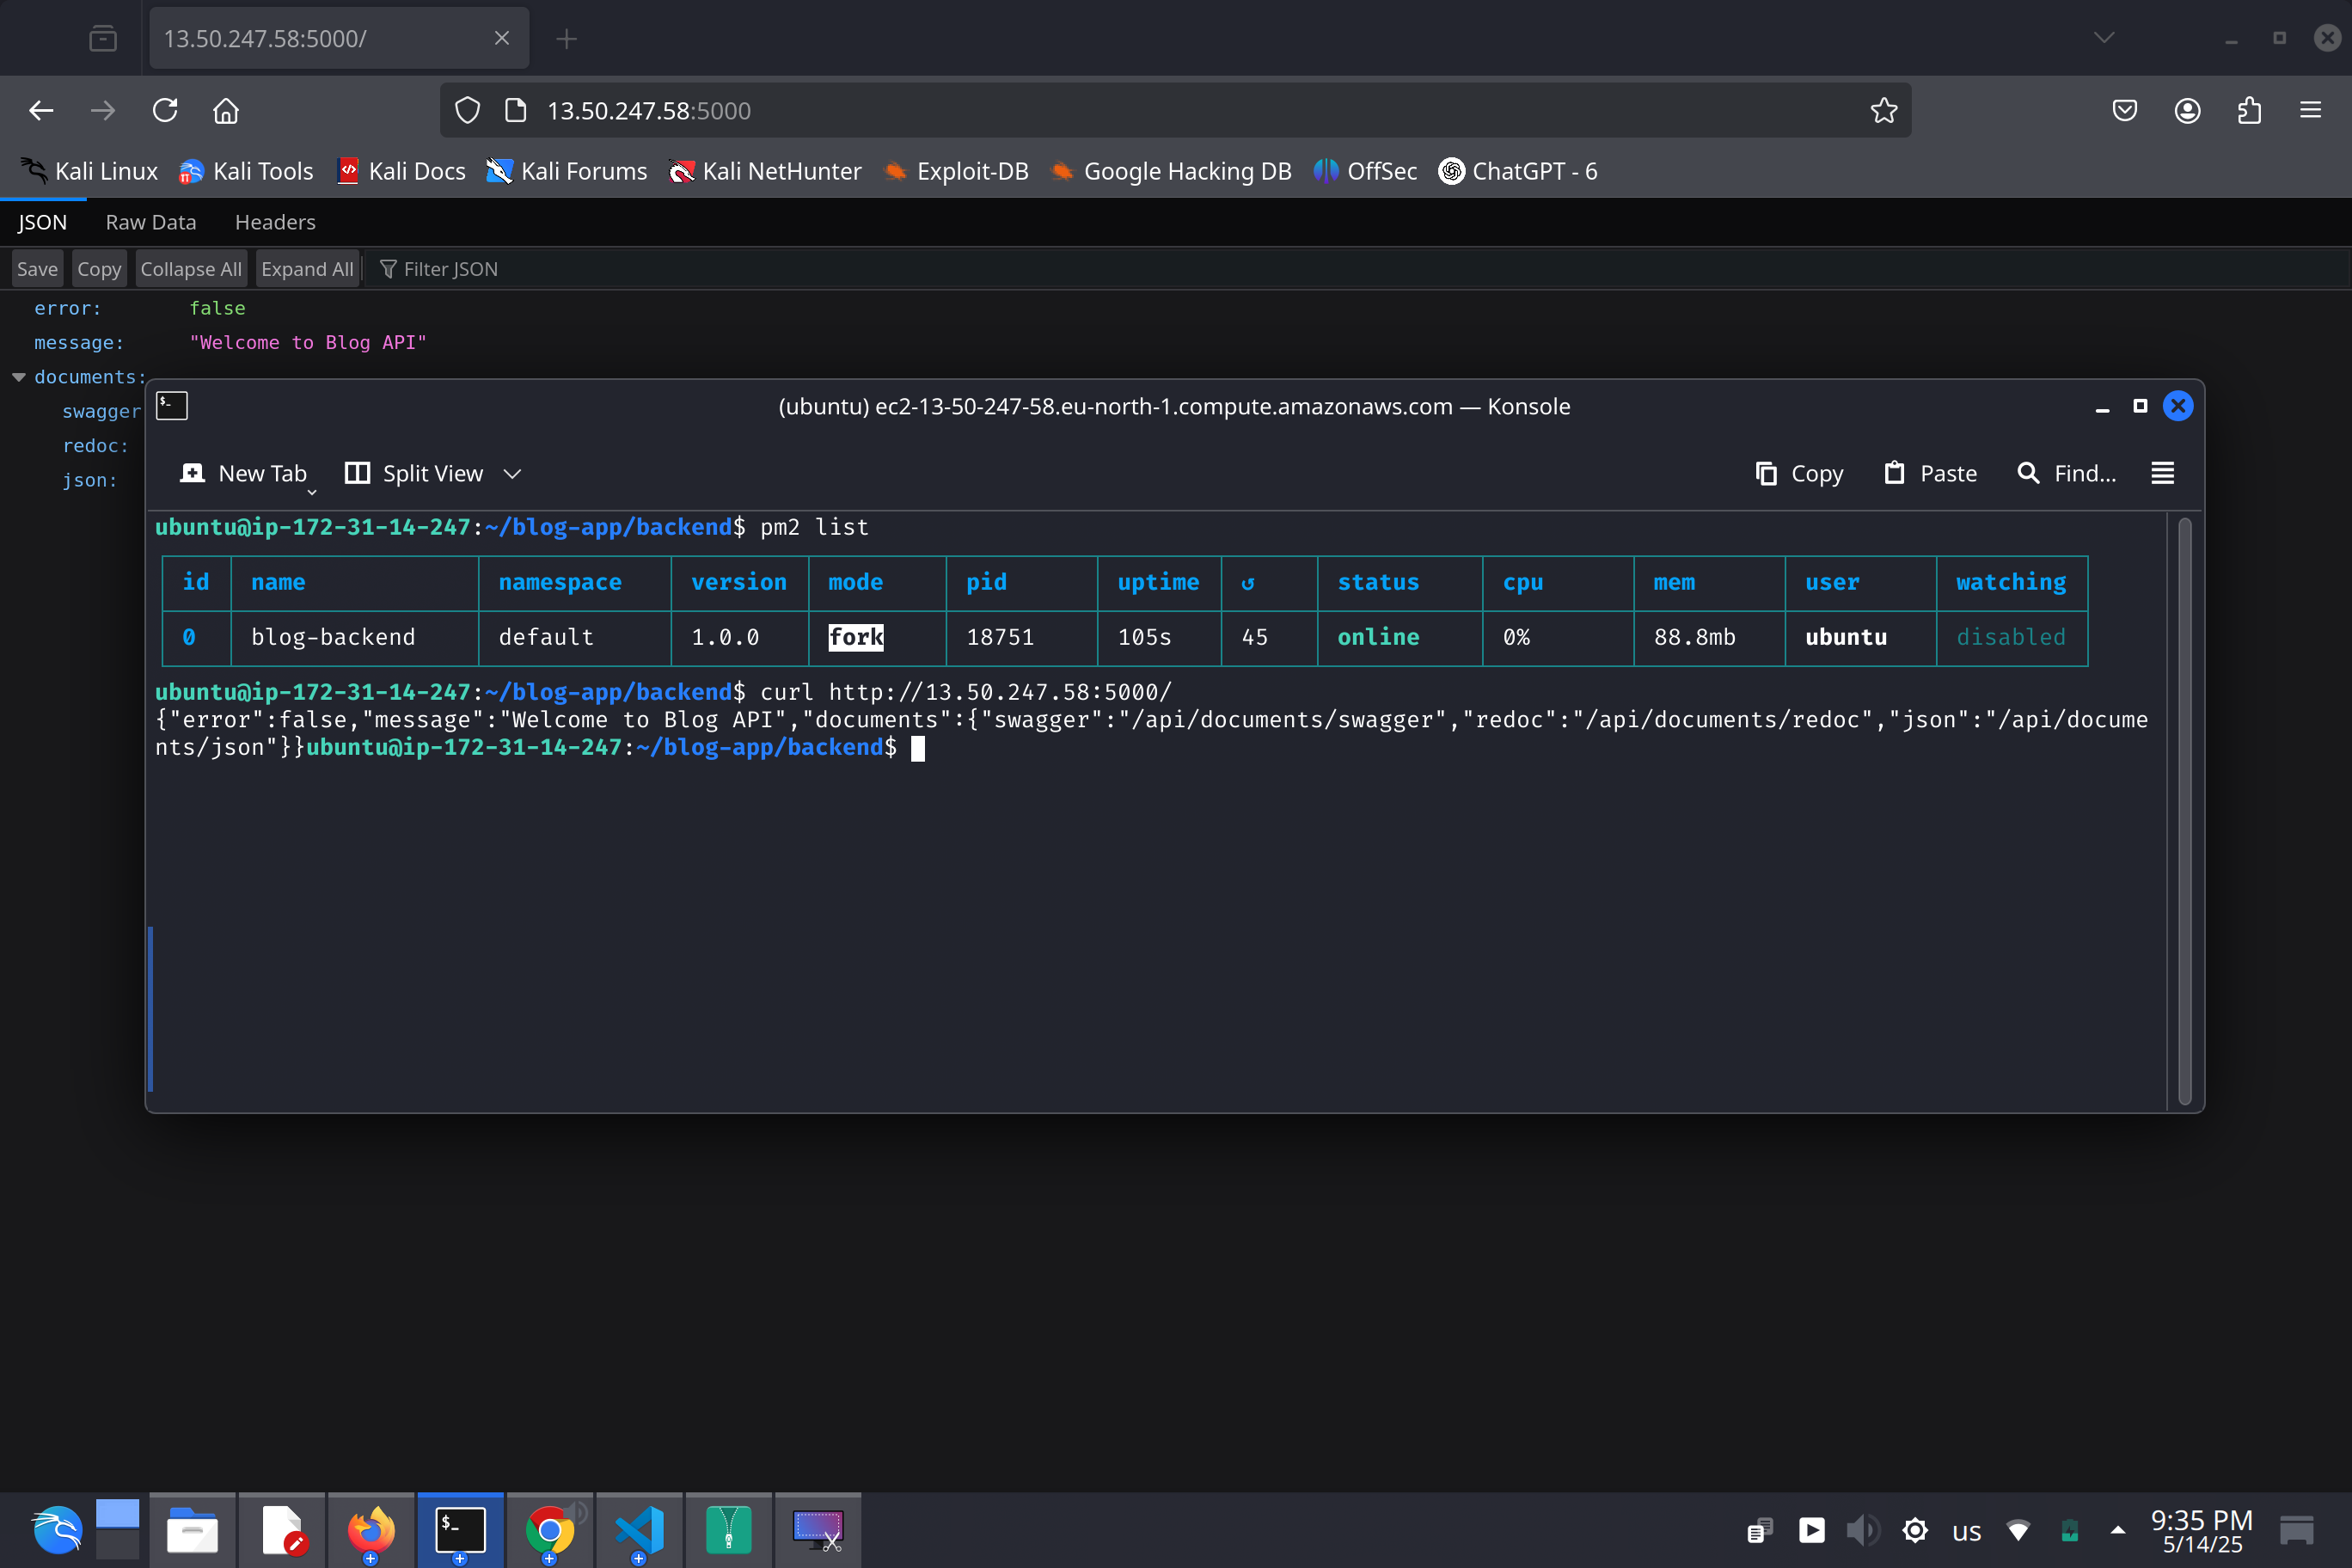 13.50.247.58:5000/
13.50.247.58:5000
Kali Linux Kali Tools Kali Docs Kali Forums Kali NetHunter Exploit-DB Google Hacking DB OffSec ChatGPT - 6
JSON Raw Data Headers
Save Copy Collapse All Expand All Filter JSON
error: false
message: "Welcome to Blog API"
documents:
swagger
redoc:
json:
(ubuntu) ec2-13-50-247-58.eu-north-1.compute.amazonaws.com — Konsole
New Tab Split View Copy Paste Find...
ubuntu@ip-172-31-14-247:~/blog-app/backend$ pm2 list
id name namespace version mode pid uptime ↺ status cpu mem user watching
0 blog-backend default 1.0.0 fork 18751 105s 45 online 0% 88.8mb ubuntu disabled
ubuntu@ip-172-31-14-247:~/blog-app/backend$ curl http://13.50.247.58:5000/
{"error":false,"message":"Welcome to Blog API","documents":{"swagger":"/api/documents/swagger","redoc":"/api/documents/redoc","json":"/api/docume
nts/json"}}ubuntu@ip-172-31-14-247:~/blog-app/backend$
us 9:35 PM
5/14/25